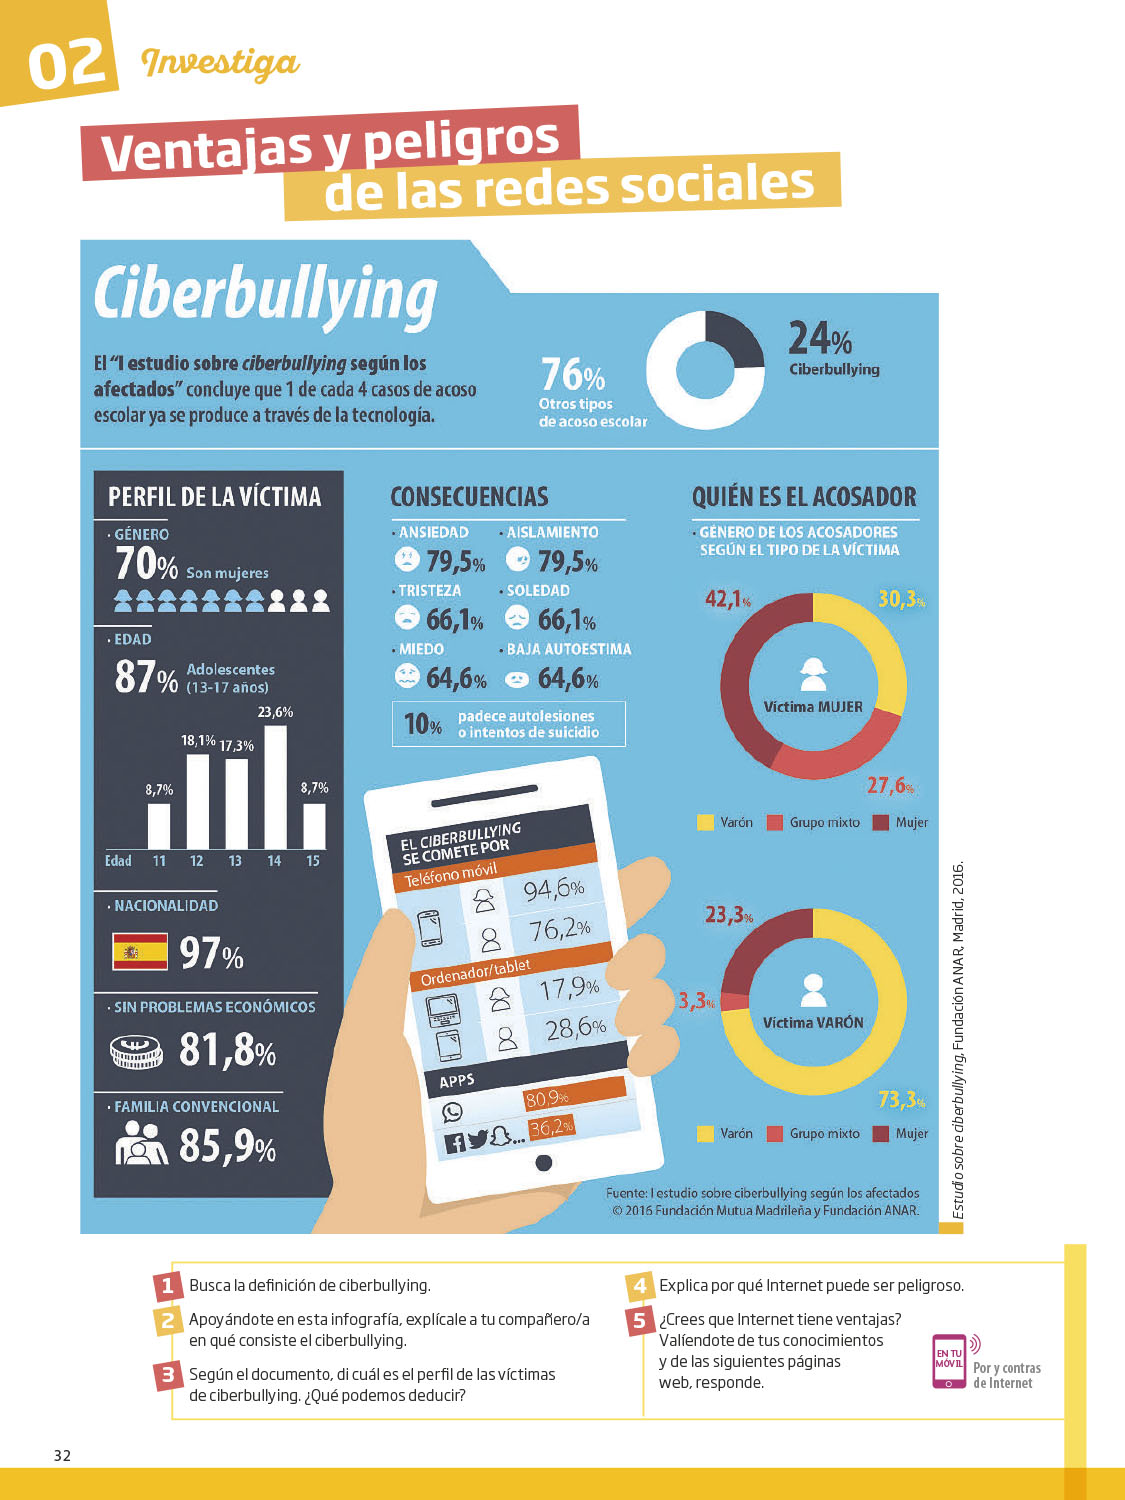 02
Investiga
Ventajas y peligros
de las redes sociales
Ciberbullying
El “I estudio sobre ciberbullying según los
afectados” concluye que 1 de cada 4 casos de acoso
escolar ya se produce a través de la tecnología.
76%
Otros tipos
de acoso escolar
24%
Ciberbullying
PERFIL DE LA VÍCTIMA
· GÉNERO
70% Son mujeres
· EDAD
87% Adolescentes
(13-17 años)
8,7%
18,1%
17,3%
23,6%
8,7%
Edad 11 12 13 14 15
· NACIONALIDAD
97%
· SIN PROBLEMAS ECONÓMICOS
81,8%
· FAMILIA CONVENCIONAL
85,9%
CONSECUENCIAS
· ANSIEDAD
79,5%
· AISLAMIENTO
79,5%
· TRISTEZA
66,1%
· SOLEDAD
66,1%
· MIEDO
64,6%
· BAJA AUTOESTIMA
64,6%
10% padece autolesiones
o intentos de suicidio
EL CIBERBULLYING
SE COMETE POR
Teléfono móvil
94,6%
76,2%
Ordenador/tablet
17,9%
28,6%
APPS
80,9%
... 36,2%
QUIÉN ES EL ACOSADOR
· GÉNERO DE LOS ACOSADORES
SEGÚN EL TIPO DE LA VÍCTIMA
42,1%
30,3%
Víctima MUJER
27,6%
Varón Grupo mixto Mujer
23,3%
3,3%
Víctima VARÓN
73,3%
Varón Grupo mixto Mujer
Fuente: I estudio sobre ciberbullying según los afectados
© 2016 Fundación Mutua Madrileña y Fundación ANAR.
Estudio sobre ciberbullying, Fundación ANAR, Madrid, 2016.
1 Busca la definición de ciberbullying.
2 Apoyándote en esta infografía, explícale a tu compañero/a
en qué consiste el ciberbullying.
3 Según el documento, di cuál es el perfil de las víctimas
de ciberbullying. ¿Qué podemos deducir?
4 Explica por qué Internet puede ser peligroso.
5 ¿Crees que Internet tiene ventajas?
Valiéndote de tus conocimientos
y de las siguientes páginas
web, responde.
EN TU
MÓVIL
Por y contras
de Internet
32